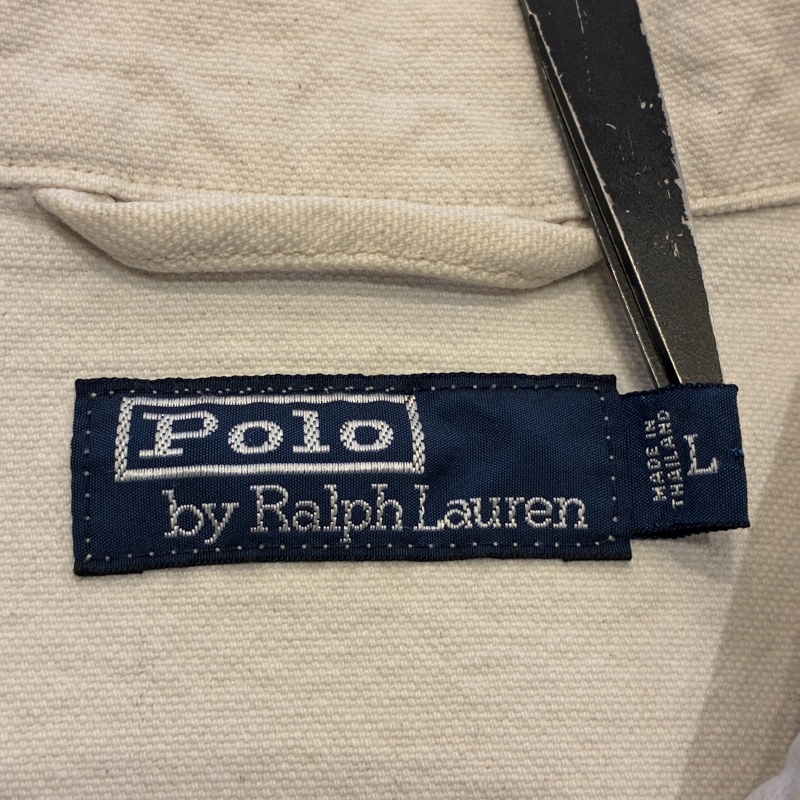 Polo
by Ralph Lauren
MADE IN
THAILAND
L